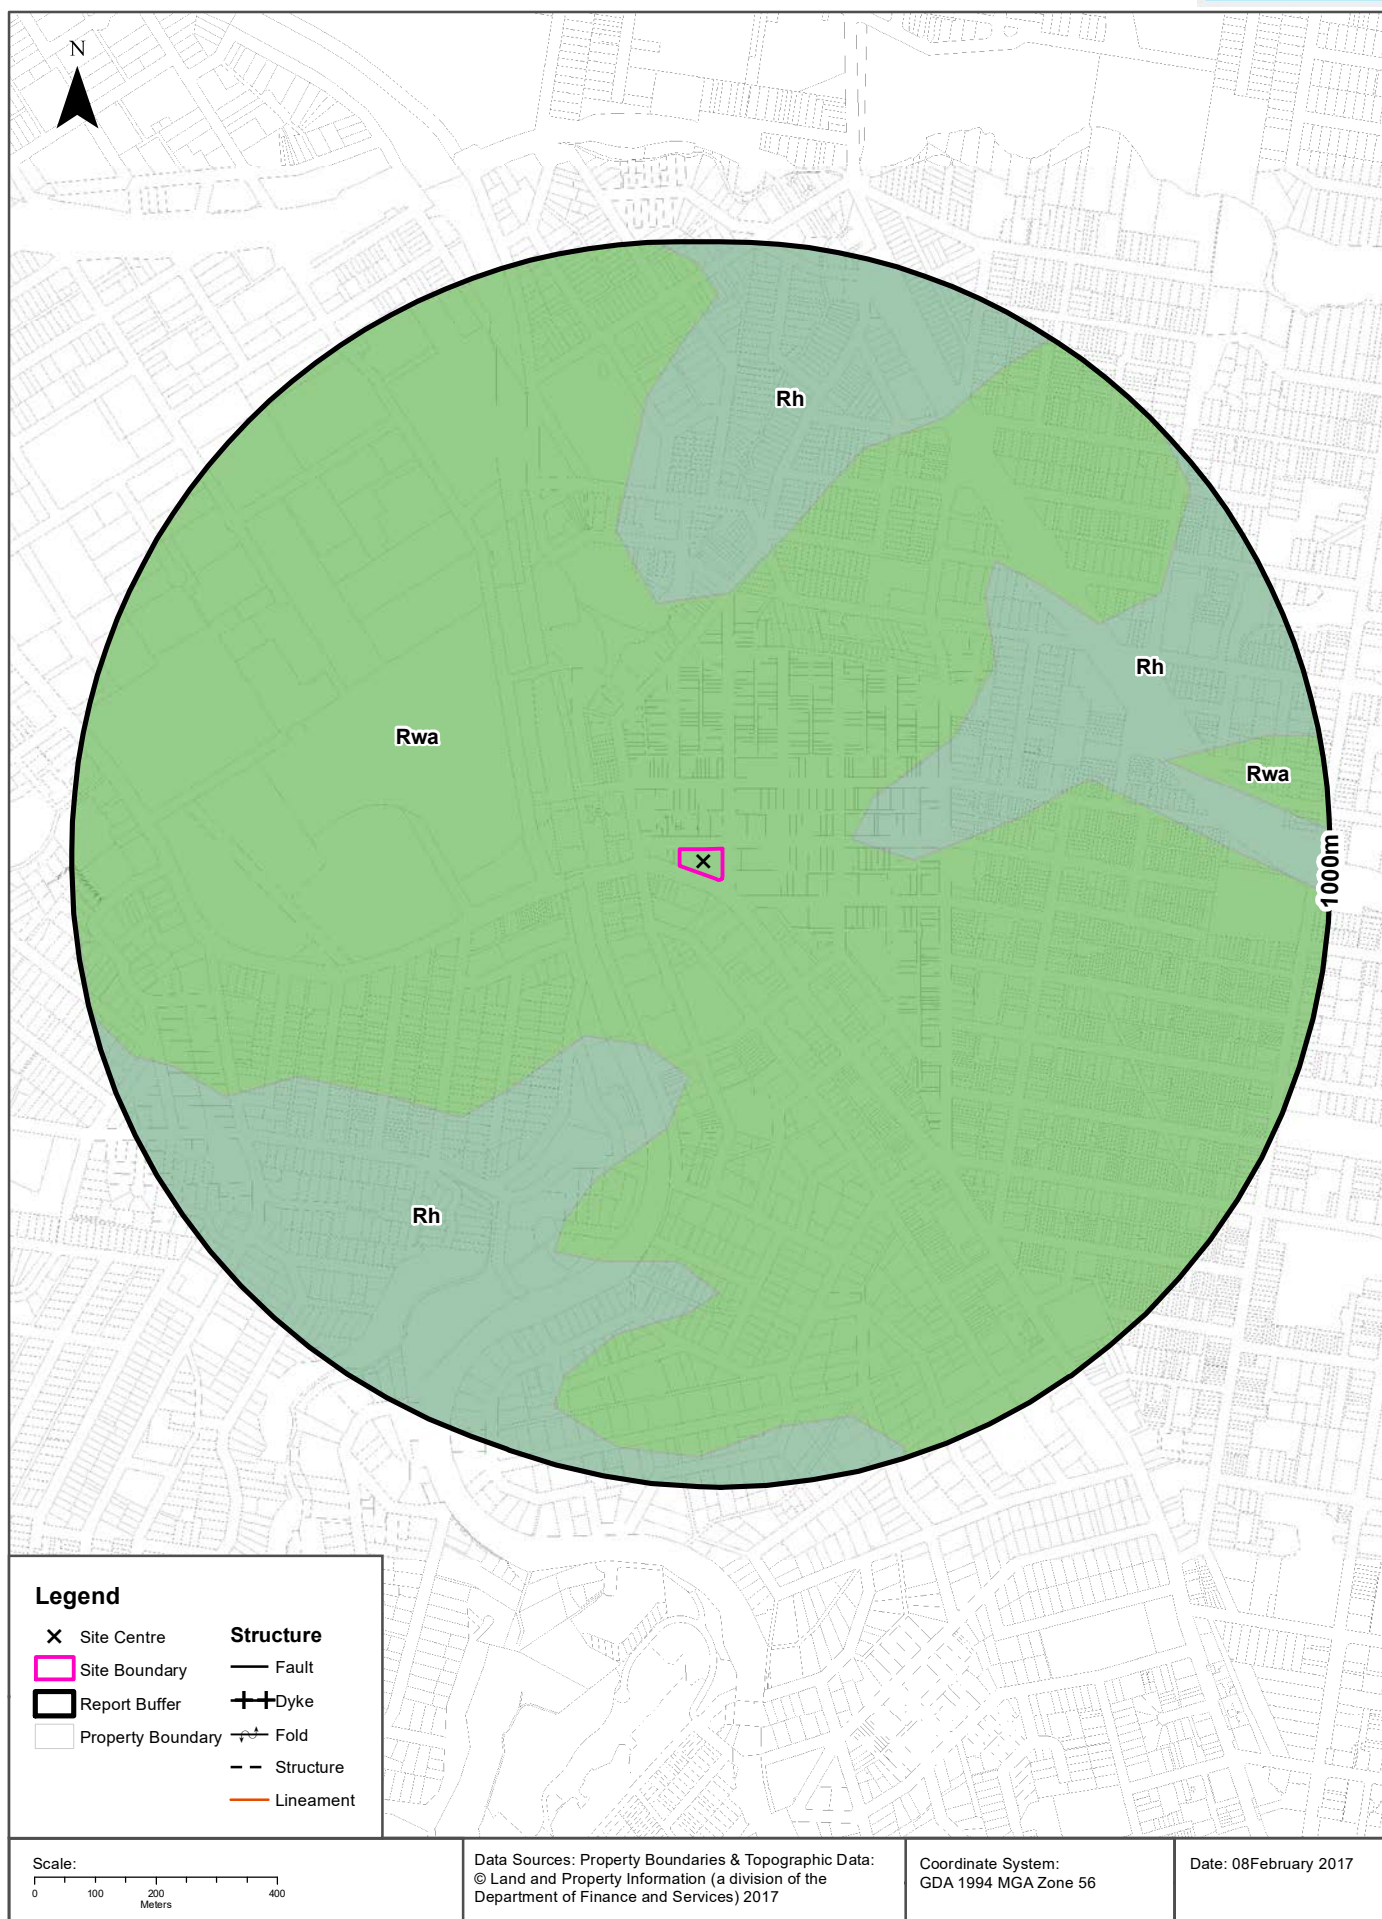 N
Rh
Rh
Rwa
Rwa
1000m
Rh
Legend
Site Centre
Site Boundary
Report Buffer
Property Boundary
Structure
Fault
Dyke
Fold
Structure
Lineament
Scale:
0 100 200 400
Meters
Data Sources: Property Boundaries & Topographic Data:
© Land and Property Information (a division of the
Department of Finance and Services) 2017
Coordinate System:
GDA 1994 MGA Zone 56
Date: 08February 2017